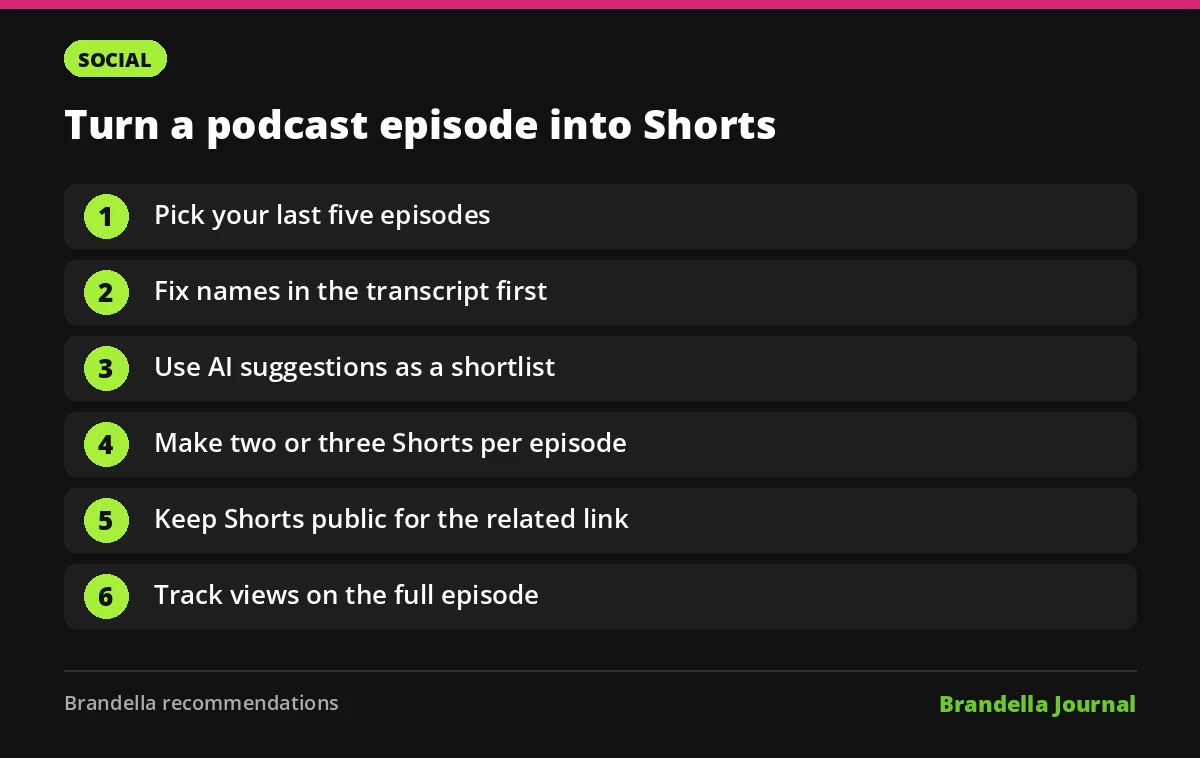 SOCIAL
Turn a podcast episode into Shorts
1 Pick your last five episodes
2 Fix names in the transcript first
3 Use AI suggestions as a shortlist
4 Make two or three Shorts per episode
5 Keep Shorts public for the related link
6 Track views on the full episode
Brandella recommendations
Brandella Journal